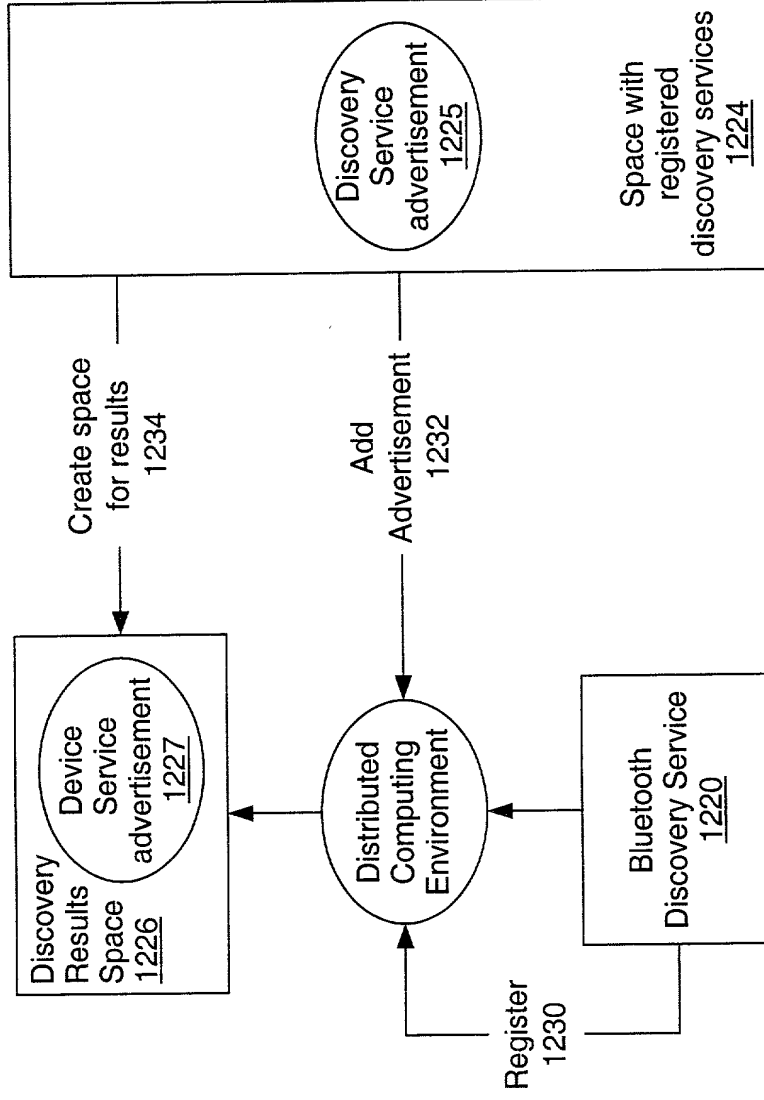 Register
1230
Bluetooth
Discovery Service
1220
Distributed
Computing
Environment
Discovery
Results
Space
1226
Device
Service
advertisement
1227
Add
Advertisement
1232
Create space
for results
1234
Discovery
Service
advertisement
1225
Space with
registered
discovery services
1224